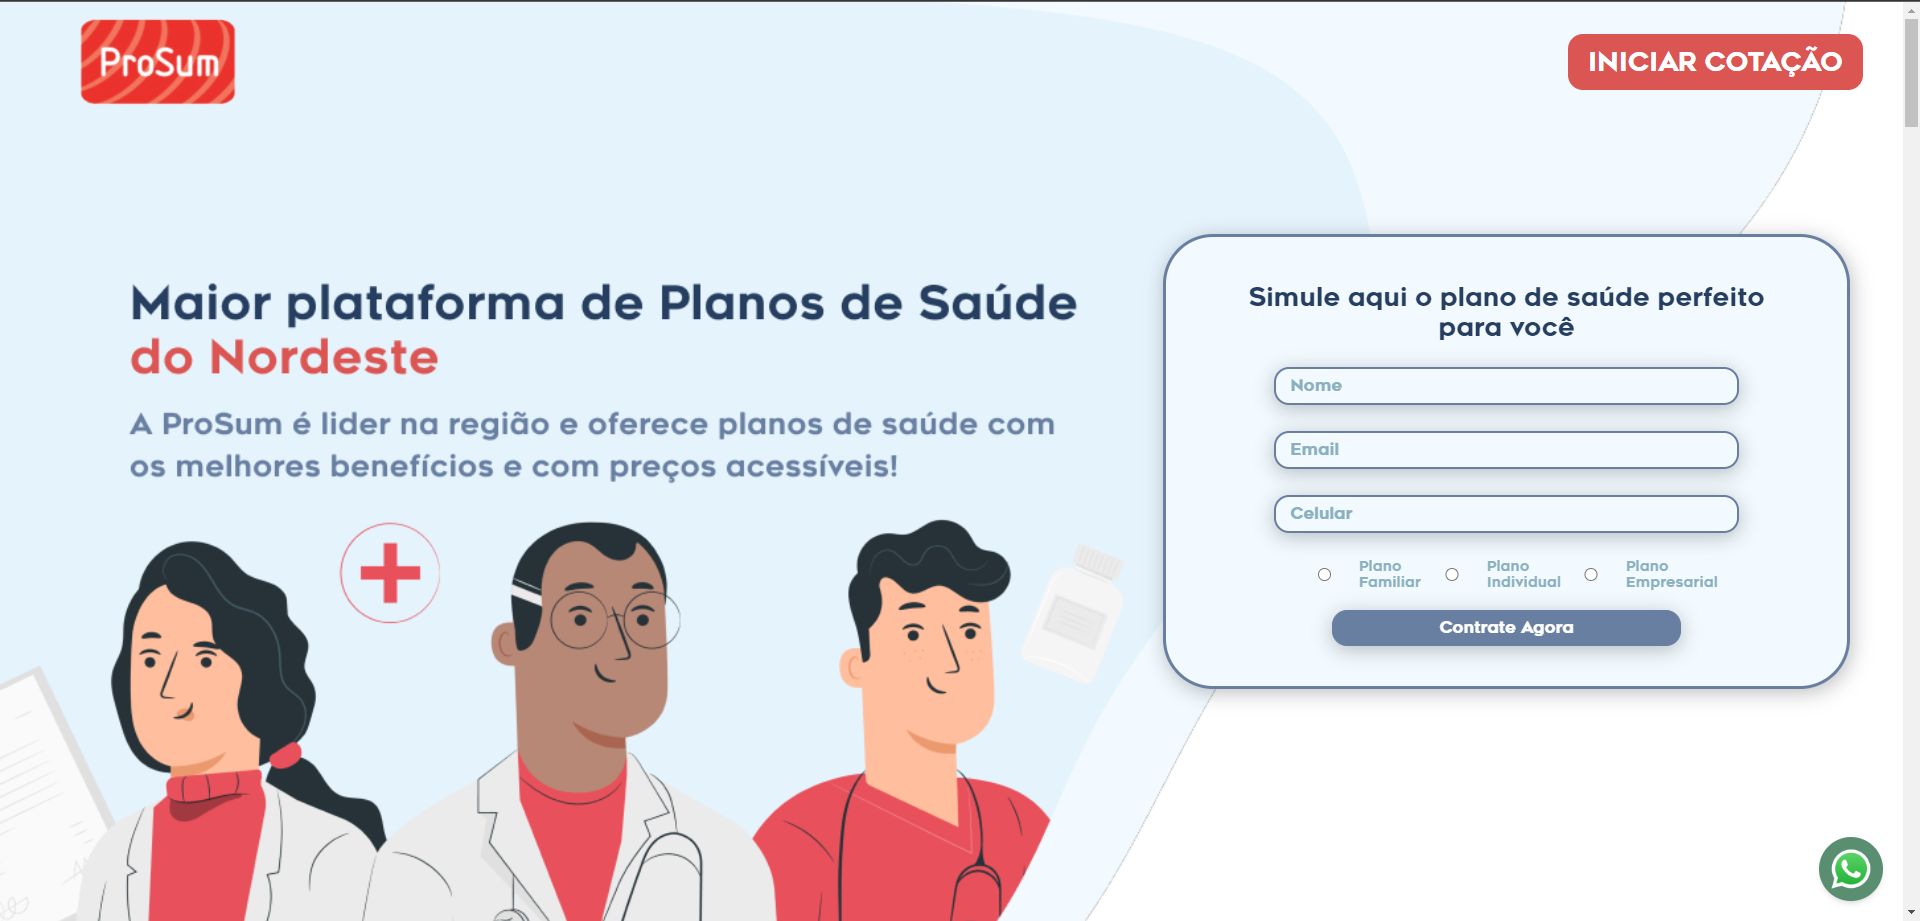 ProSum
INICIAR COTAÇÃO
Maior plataforma de Planos de Saúde
do Nordeste
A ProSum é lider na região e oferece planos de saúde com
os melhores benefícios e com preços acessíveis!
Simule aqui o plano de saúde perfeito
para você
Nome
Email
Celular
Plano
Familiar
Plano
Individual
Plano
Empresarial
Contrate Agora